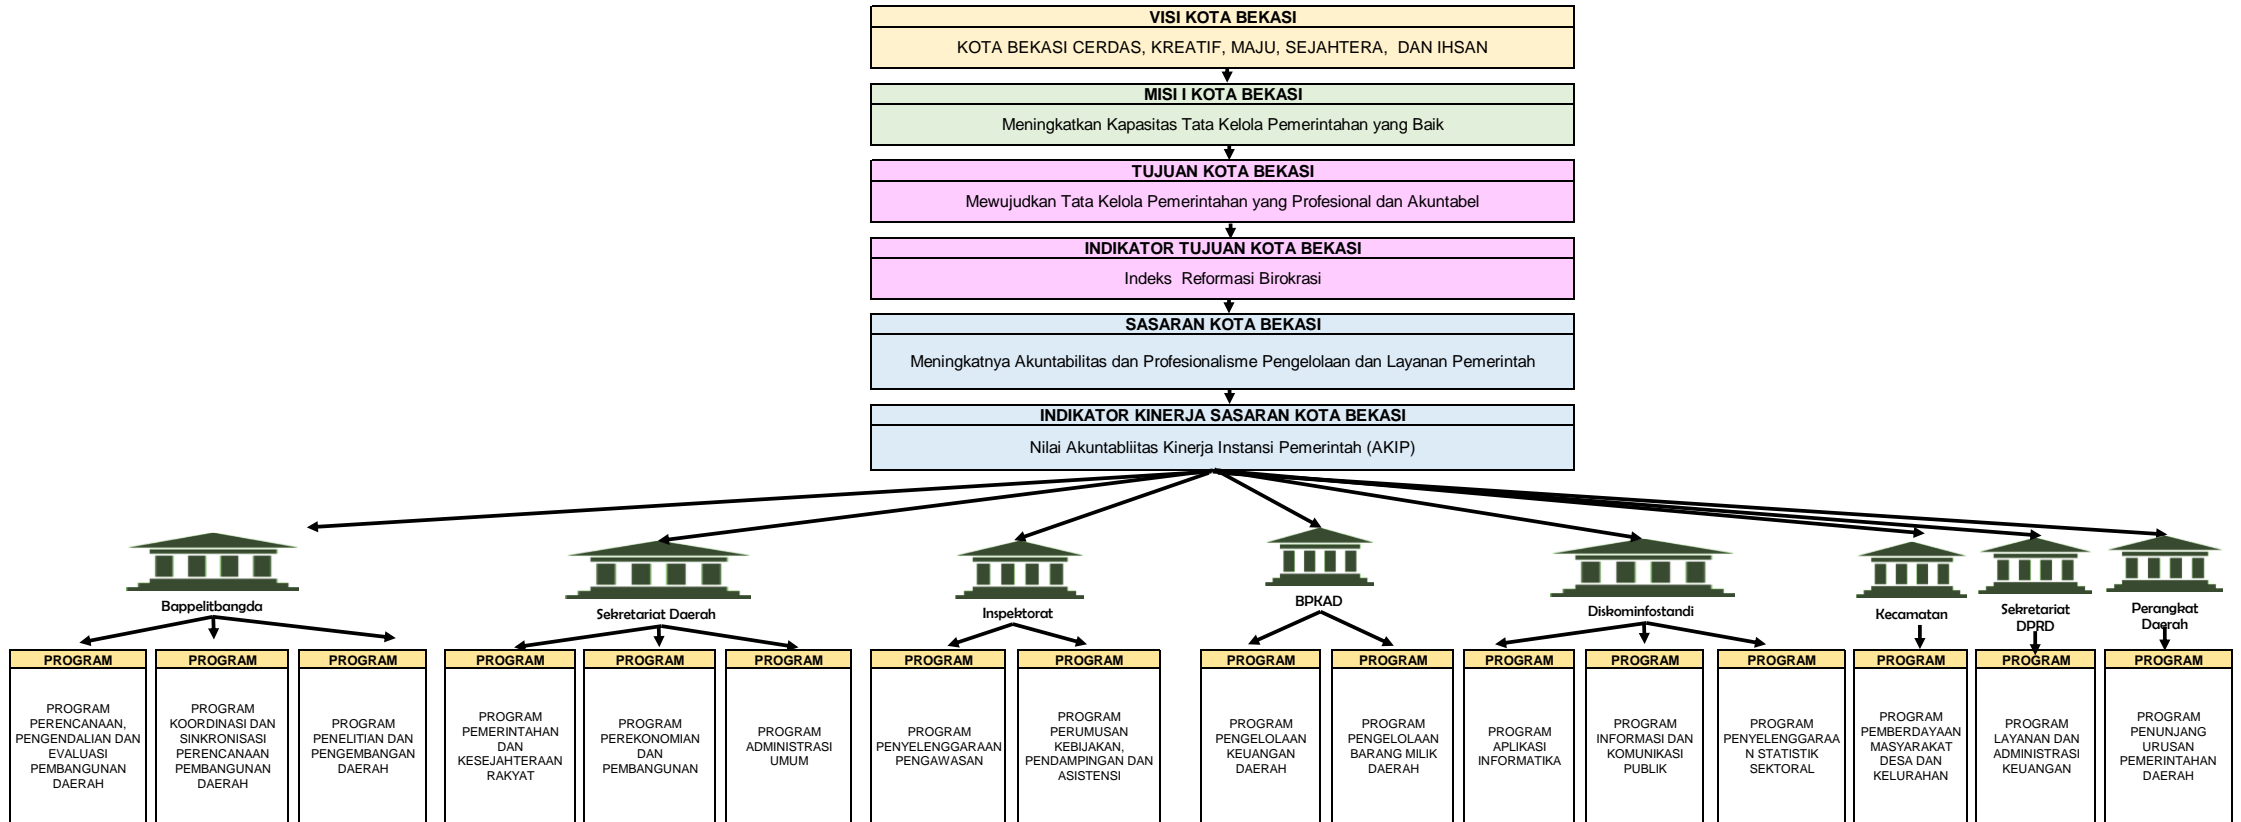 VISI KOTA BEKASI
KOTA BEKASI CERDAS, KREATIF, MAJU, SEJAHTERA, DAN IHSAN
MISI I KOTA BEKASI
Meningkatkan Kapasitas Tata Kelola Pemerintahan yang Baik
TUJUAN KOTA BEKASI
Mewujudkan Tata Kelola Pemerintahan yang Profesional dan Akuntabel
INDIKATOR TUJUAN KOTA BEKASI
Indeks Reformasi Birokrasi
SASARAN KOTA BEKASI
Meningkatnya Akuntabilitas dan Profesionalisme Pengelolaan dan Layanan Pemerintah
INDIKATOR KINERJA SASARAN KOTA BEKASI
Nilai Akuntabliitas Kinerja Instansi Pemerintah (AKIP)
Bappelitbangda
Sekretariat Daerah
Inspektorat
BPKAD
Diskominfostandi
Kecamatan
Sekretariat
DPRD
Perangkat
Daerah
PROGRAM
PROGRAM
PERENCANAAN,
PENGENDALIAN DAN
EVALUASI
PEMBANGUNAN
DAERAH
PROGRAM
PROGRAM
KOORDINASI DAN
SINKRONISASI
PERENCANAAN
PEMBANGUNAN
DAERAH
PROGRAM
PROGRAM
PENELITIAN DAN
PENGEMBANGAN
DAERAH
PROGRAM
PROGRAM
PEMERINTAHAN
DAN
KESEJAHTERAAN
RAKYAT
PROGRAM
PROGRAM
PEREKONOMIAN
DAN
PEMBANGUNAN
PROGRAM
PROGRAM
ADMINISTRASI
UMUM
PROGRAM
PROGRAM
PENYELENGGARAAN
PENGAWASAN
PROGRAM
PROGRAM
PERUMUSAN
KEBIJAKAN,
PENDAMPINGAN DAN
ASISTENSI
PROGRAM
PROGRAM
PENGELOLAAN
KEUANGAN
DAERAH
PROGRAM
PROGRAM
PENGELOLAAN
BARANG MILIK
DAERAH
PROGRAM
PROGRAM
APLIKASI
INFORMATIKA
PROGRAM
PROGRAM
INFORMASI DAN
KOMUNIKASI
PUBLIK
PROGRAM
PROGRAM
PENYELENGGARAA
N STATISTIK
SEKTORAL
PROGRAM
PROGRAM
PEMBERDAYAAN
MASYARAKAT
DESA DAN
KELURAHAN
PROGRAM
PROGRAM
LAYANAN DAN
ADMINISTRASI
KEUANGAN
PROGRAM
PROGRAM
PENUNJANG
URUSAN
PEMERINTAHAN
DAERAH